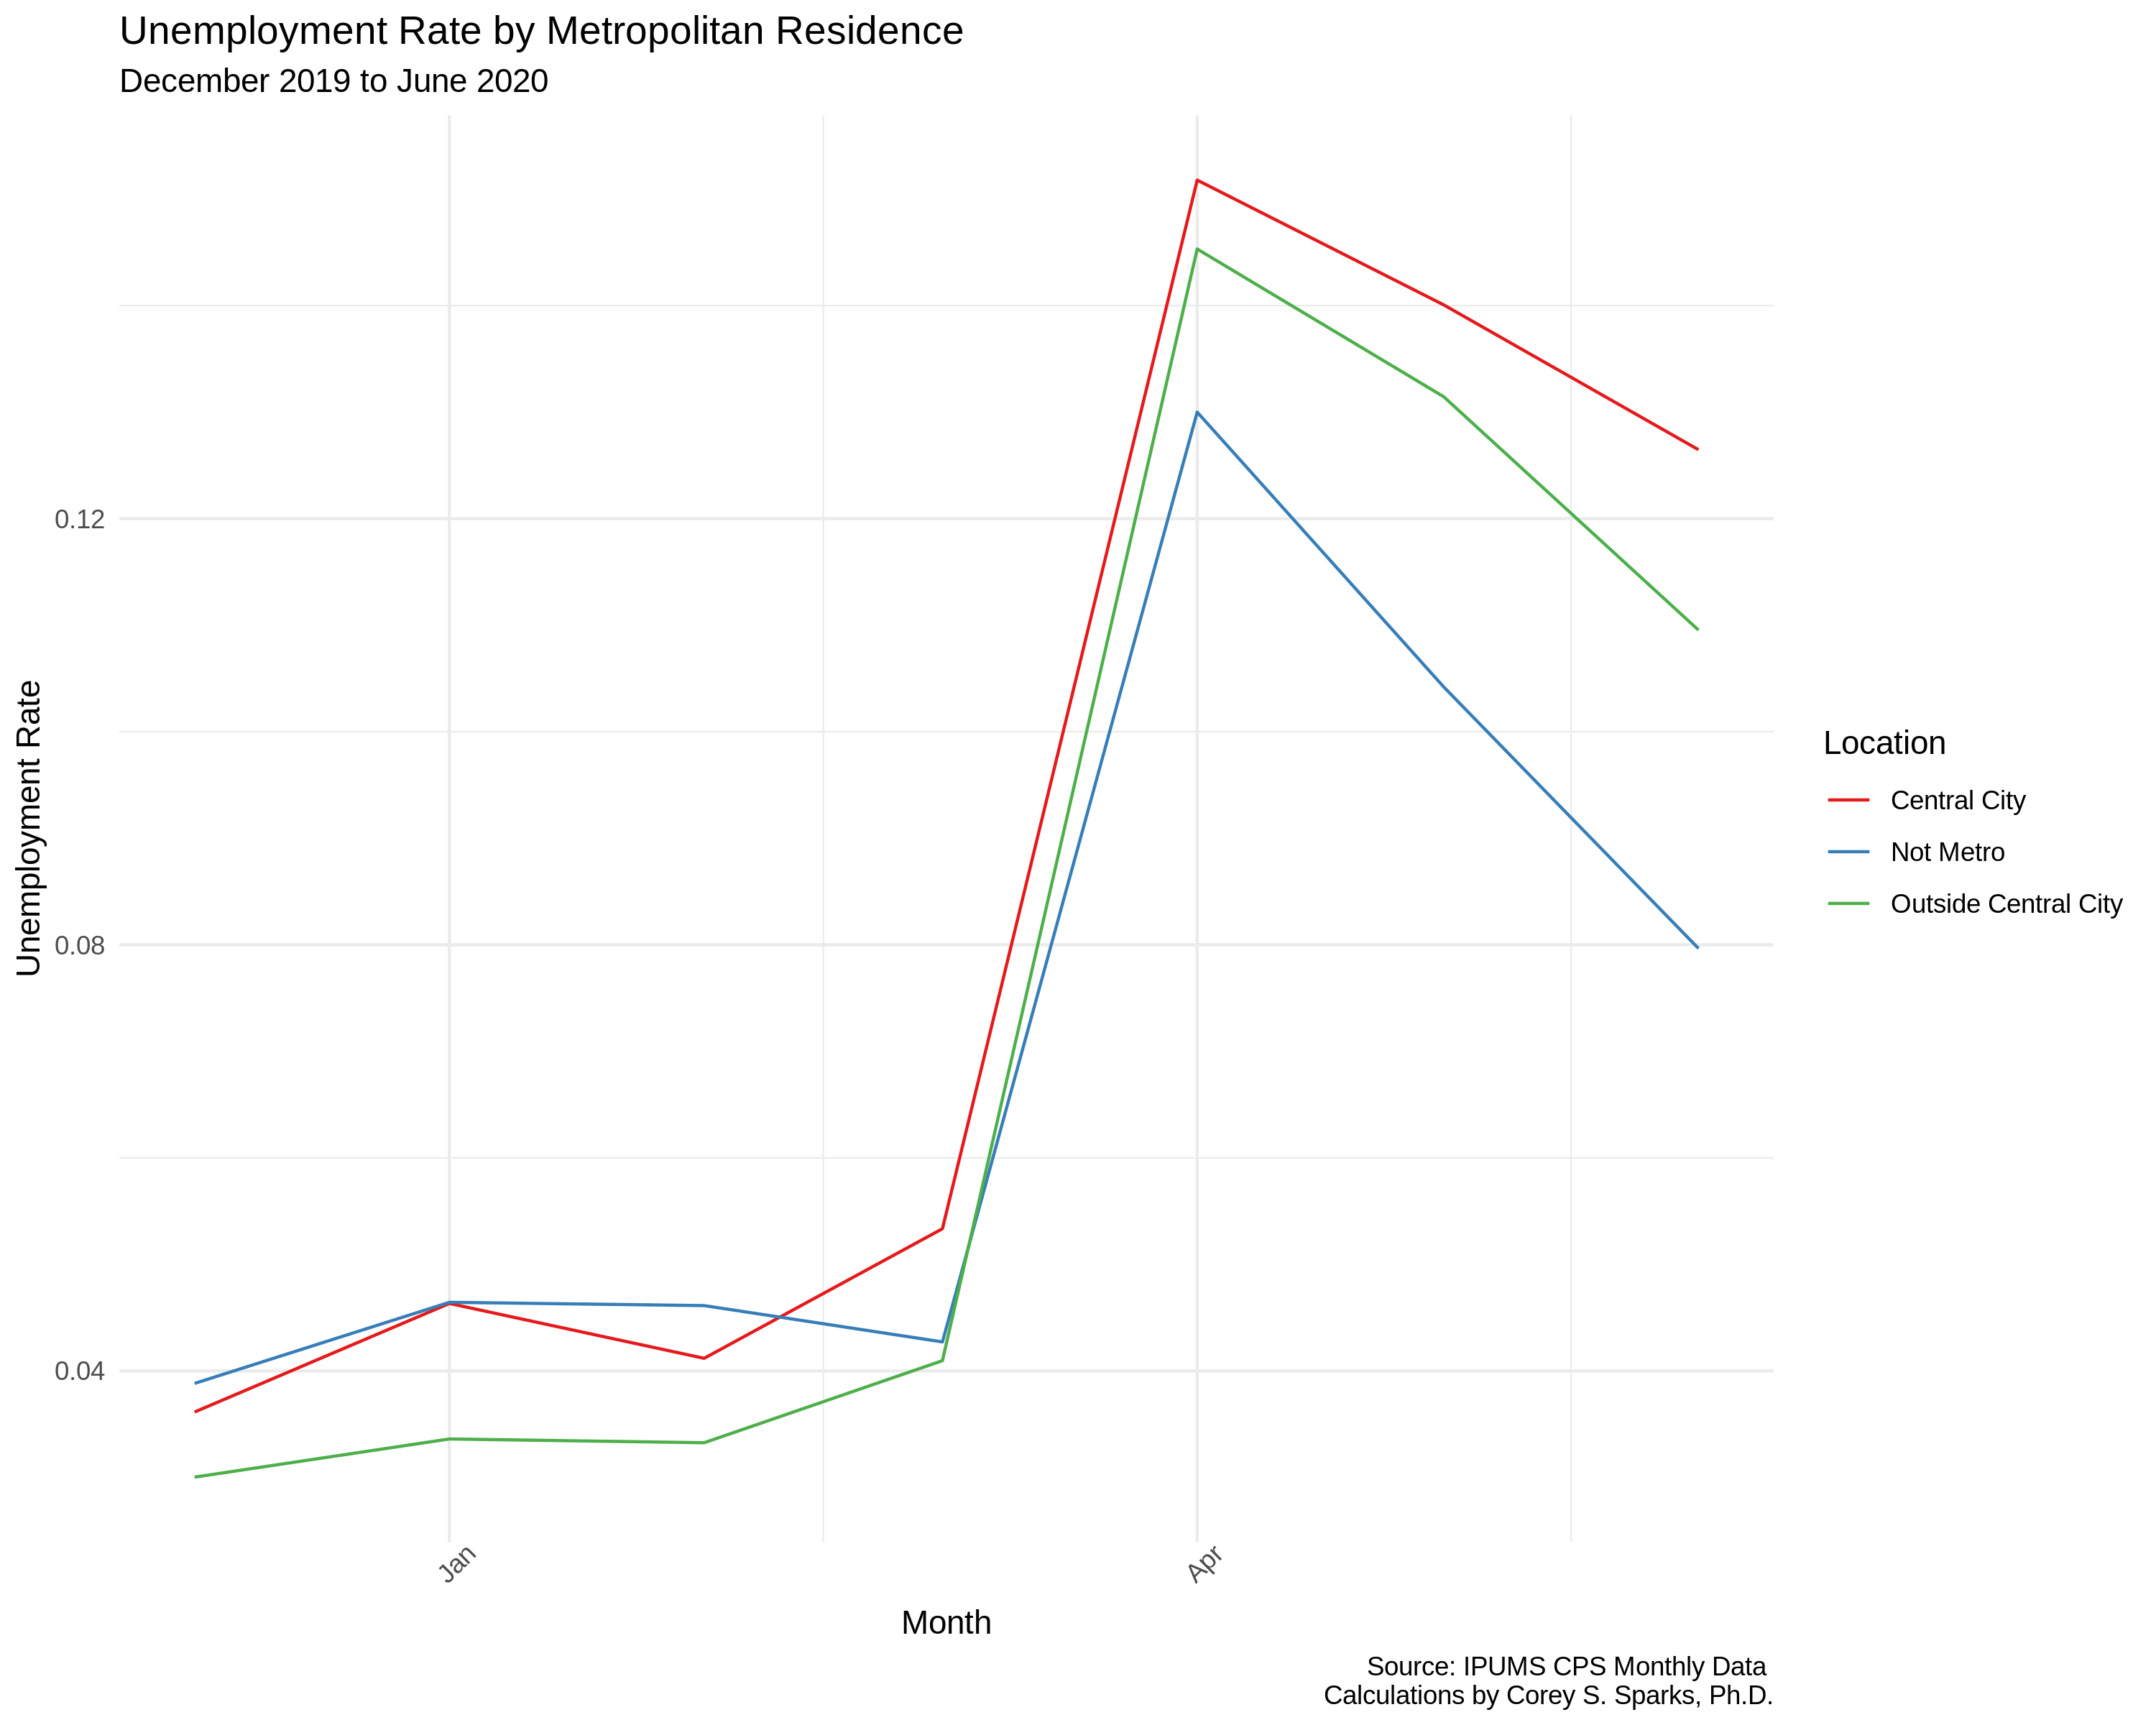 Unemployment Rate by Metropolitan Residence
December 2019 to June 2020
Unemployment Rate
0.12
0.08
0.04
Jan
Apr
Month
Location
Central City
Not Metro
Outside Central City
Source: IPUMS CPS Monthly Data
Calculations by Corey S. Sparks, Ph.D.